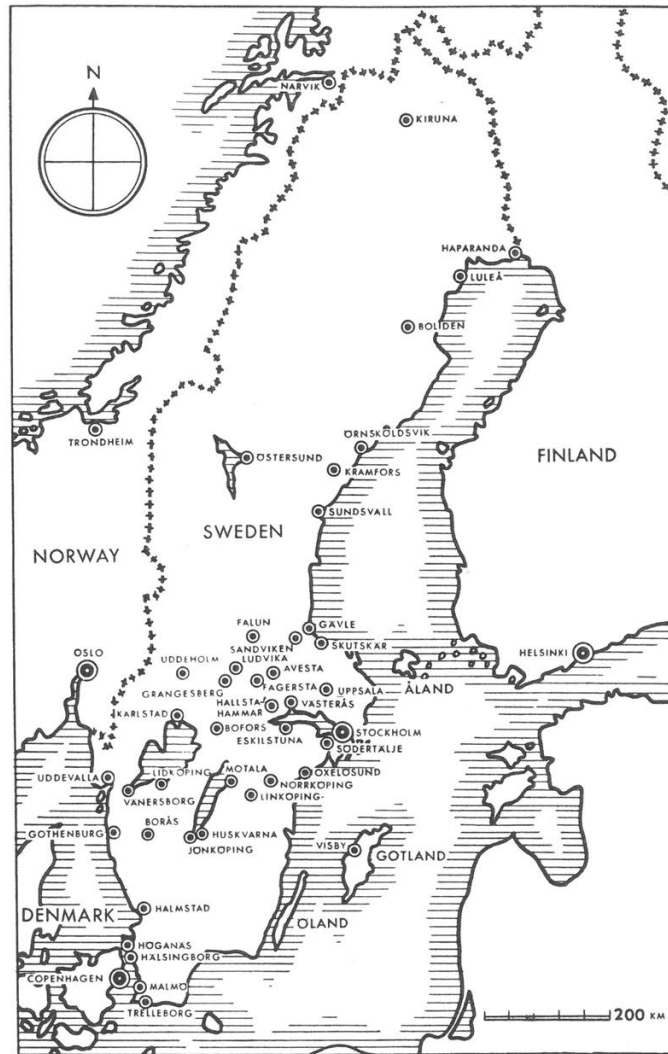 N
NARVIK
KIRUNA
HAPARANDA
LULEÅ
BOLIDEN
TRONDHEIM
ÖRNSKÖLDSVIK
ÖSTERSUND
KRAMFORS
FINLAND
SUNDSVALL
SWEDEN
NORWAY
GÄVLE
FALUN
SANDVIKEN
SKUTSKÄR
OSLO
HELSINKI
UDDEHOLM
LUDVIKA
AVESTA
GRANGESBERG
FAGERSTA
UPPSALA
ÅLAND
HALLSTA-
HAMMAR
VÄSTERÅS
KARLSTAD
BOFORS
STOCKHOLM
ESKILSTUNA
SÖDERTÄLJE
UDDEVALLA
LIDKÖPING
MOTALA
OXELÖSUND
NORRKÖPING
VÄNERSBORG
LINKÖPING
GOTHENBURG
BORÅS
HUSKVARNA
JÖNKÖPING
VISBY
GOTLAND
DENMARK
HALMSTAD
ÖLAND
HÖGANÄS
HÄLSINGBORG
COPENHAGEN
MALMÖ
TRELLEBORG
200 KM